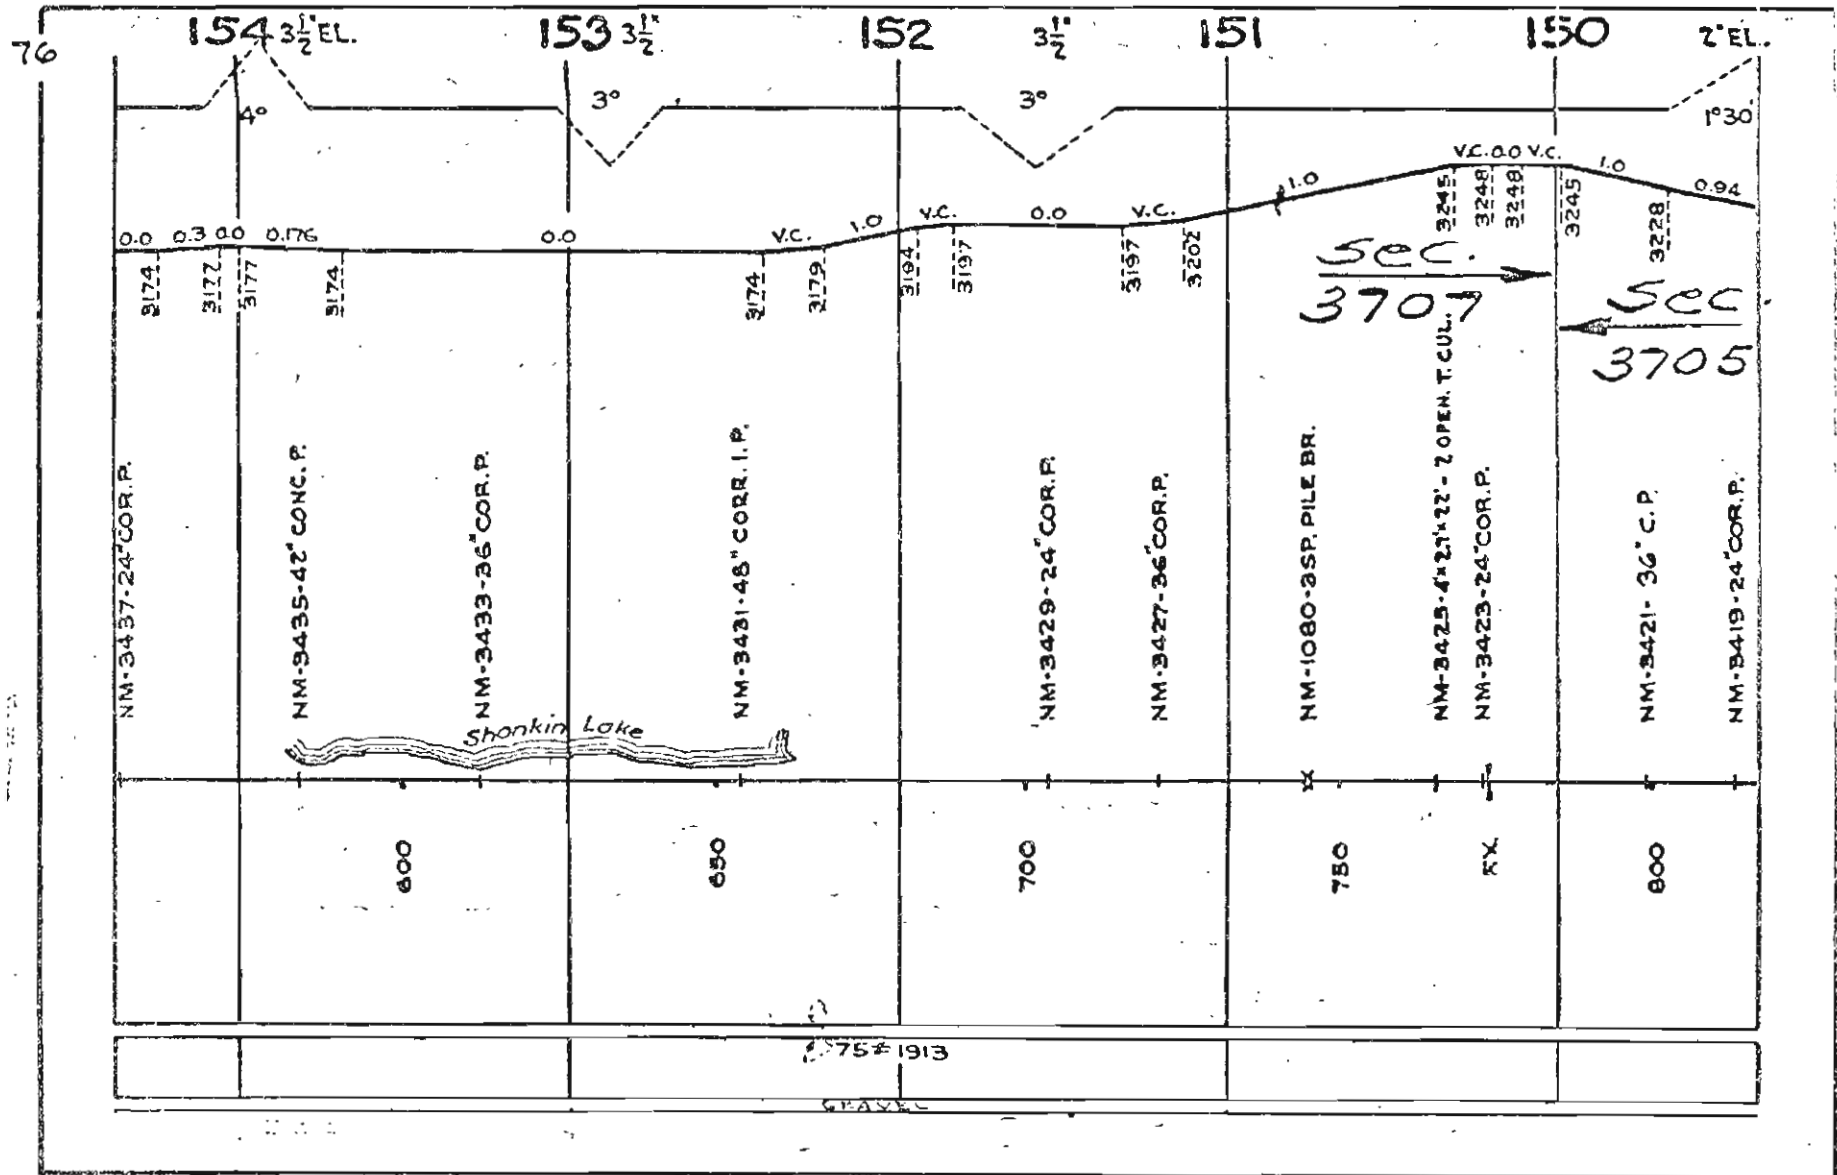 76
154 3½" EL. 153 3½" 152 3½" 151 150 2" EL.
4° 3° 3° 1°30'
V.C. 0.0 V.C. 1.0 0.94
0.0 0.3 0.0 0.176 0.0 V.C. 1.0 V.C. 0.0 V.C. 1.0
3174 3177 3177 3174 3174 3179 3194 3197 3197 3202 3245 3248 3248 3245 3228
Sec. 3707
Sec. 3705
NM-3437-24" COR.P.
NM-3435-42" CONC.P.
NM-3433-36" COR.P.
NM-3431-48" CORR.I.P.
NM-3429-24" COR.P.
NM-3427-36" COR.P.
NM-1080-3SP. PILE BR.
NM-3425-4'x27'x22'-2 OPEN. T. CUL.
NM-3423-24" COR.P.
NM-3421-36" C.P.
NM-3419-24" COR.P.
Shonkin Lake
600 650 700 750 800
75# 1913
GRAVEL